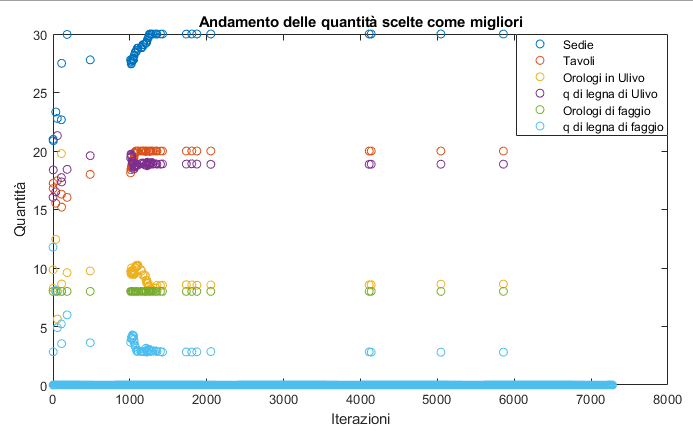 Andamento delle quantità scelte come migliori
Quantità
30
25
20
15
10
5
0
Sedie
Tavoli
Orologi in Ulivo
q di legna di Ulivo
Orologi di faggio
q di legna di faggio
0 1000 2000 3000 4000 5000 6000 7000 8000
Iterazioni